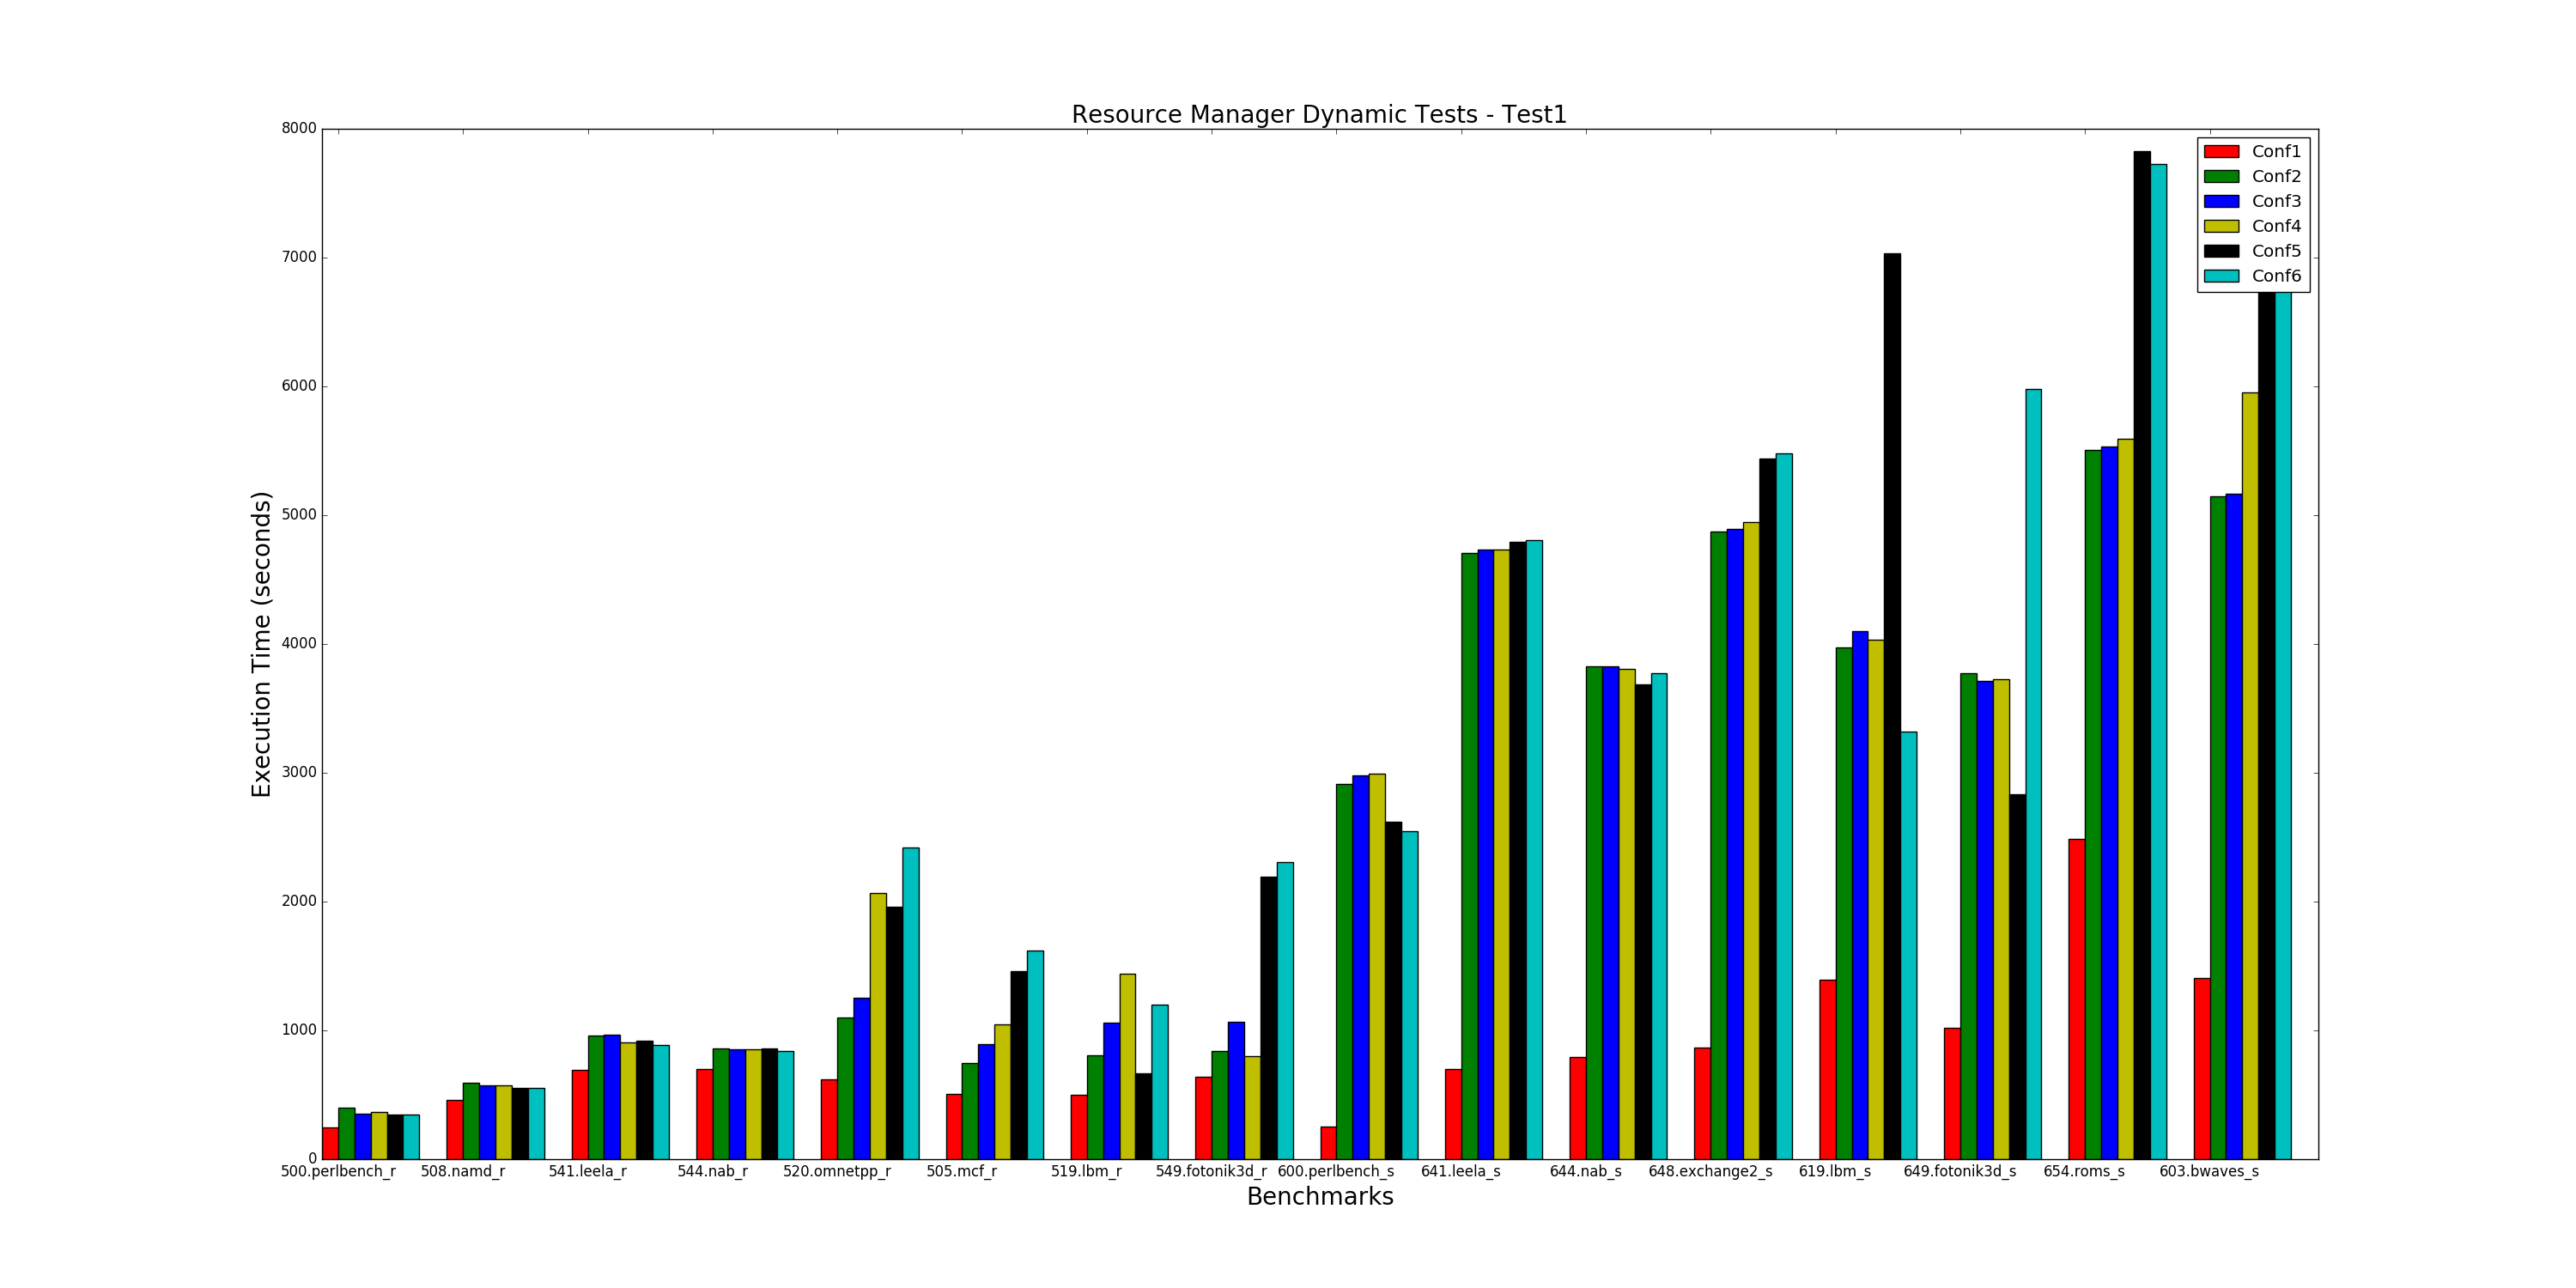 Resource Manager Dynamic Tests - Test1
8000
7000
6000
5000
4000
3000
2000
1000
0
Execution Time (seconds)
Conf1
Conf2
Conf3
Conf4
Conf5
Conf6
500.perlbench_r 508.namd_r 541.leela_r 544.nab_r 520.omnetpp_r 505.mcf_r 519.lbm_r 549.fotonik3d_r 600.perlbench_s 641.leela_s 644.nab_s 648.exchange2_s 619.lbm_s 649.fotonik3d_s 654.roms_s 603.bwaves_s
Benchmarks